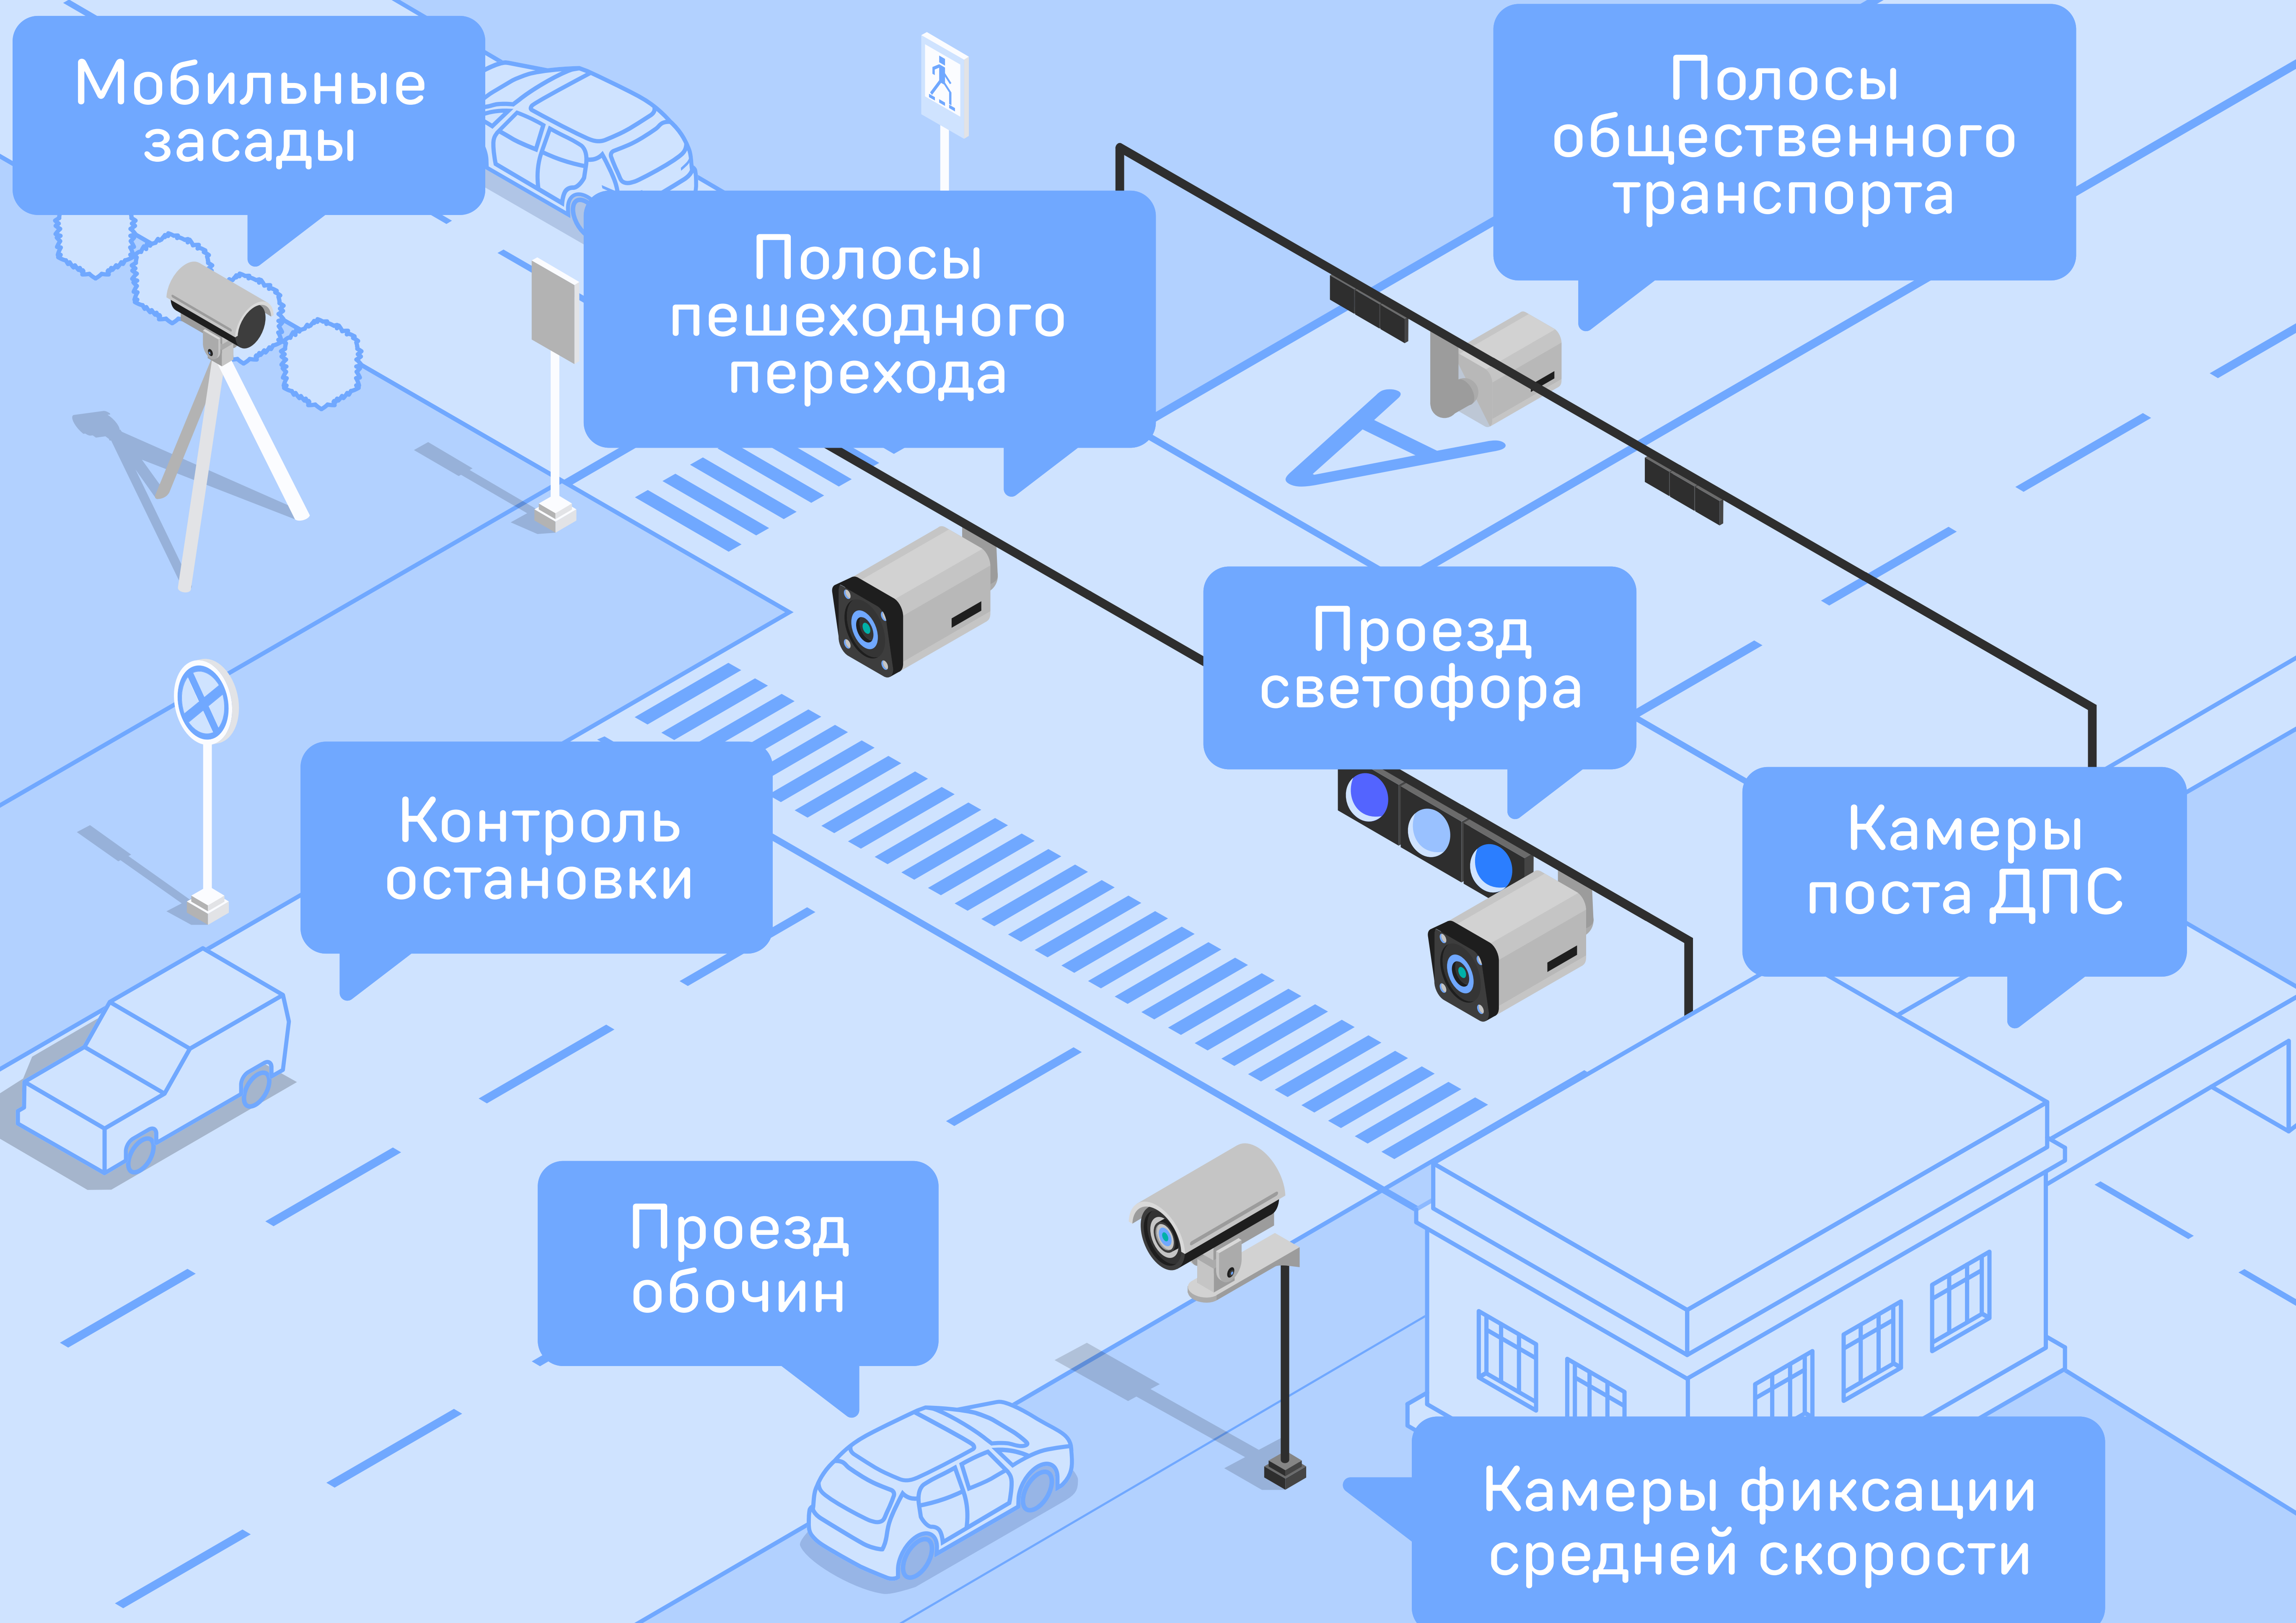 Мобильные
засады
Полосы
общественного
транспорта
Полосы
пешеходного
перехода
А
Проезд
светофора
Контроль
остановки
Камеры
поста ДПС
Проезд
обочин
Камеры фиксации
средней скорости